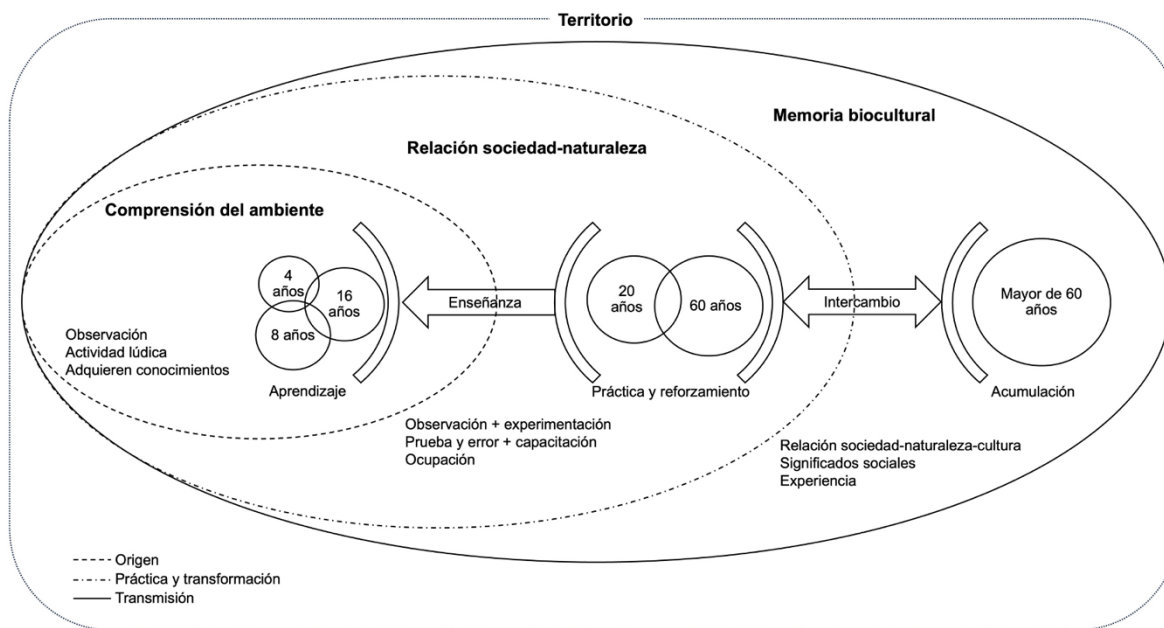 Territorio
Memoria biocultural
Relación sociedad-naturaleza
Comprensión del ambiente
4
años
16
años
8 años
Enseñanza
20
años
60 años
Intercambio
Mayor de 60
años
Observación
Actividad lúdica
Adquieren conocimientos
Aprendizaje
Práctica y reforzamiento
Acumulación
Observación + experimentación
Prueba y error + capacitación
Ocupación
Relación sociedad-naturaleza-cultura
Significados sociales
Experiencia
Origen
Práctica y transformación
Transmisión